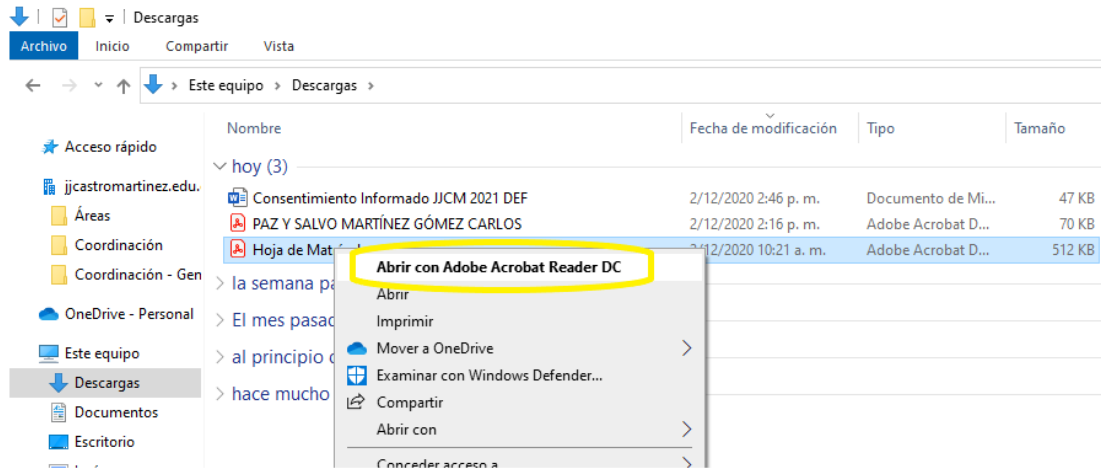 Descargas
Archivo Inicio Compartir Vista
Este equipo > Descargas >
Nombre Fecha de modificación Tipo Tamaño
Acceso rápido
jjcastromartinez.edu.
Áreas
Coordinación
Coordinación - Gen
OneDrive - Personal
Este equipo
Descargas
Documentos
Escritorio
hoy (3)
Consentimiento Informado JJCM 2021 DEF 2/12/2020 2:46 p. m. Documento de Mi... 47 KB
PAZ Y SALVO MARTÍNEZ GÓMEZ CARLOS 2/12/2020 2:16 p. m. Adobe Acrobat D... 70 KB
Hoja de Mat /12/2020 10:21 a. m. Adobe Acrobat D... 512 KB
la semana pa
El mes pasad
al principio
hace mucho
Abrir con Adobe Acrobat Reader DC
Abrir
Imprimir
Mover a OneDrive
Examinar con Windows Defender...
Compartir
Abrir con
Conceder acceso a